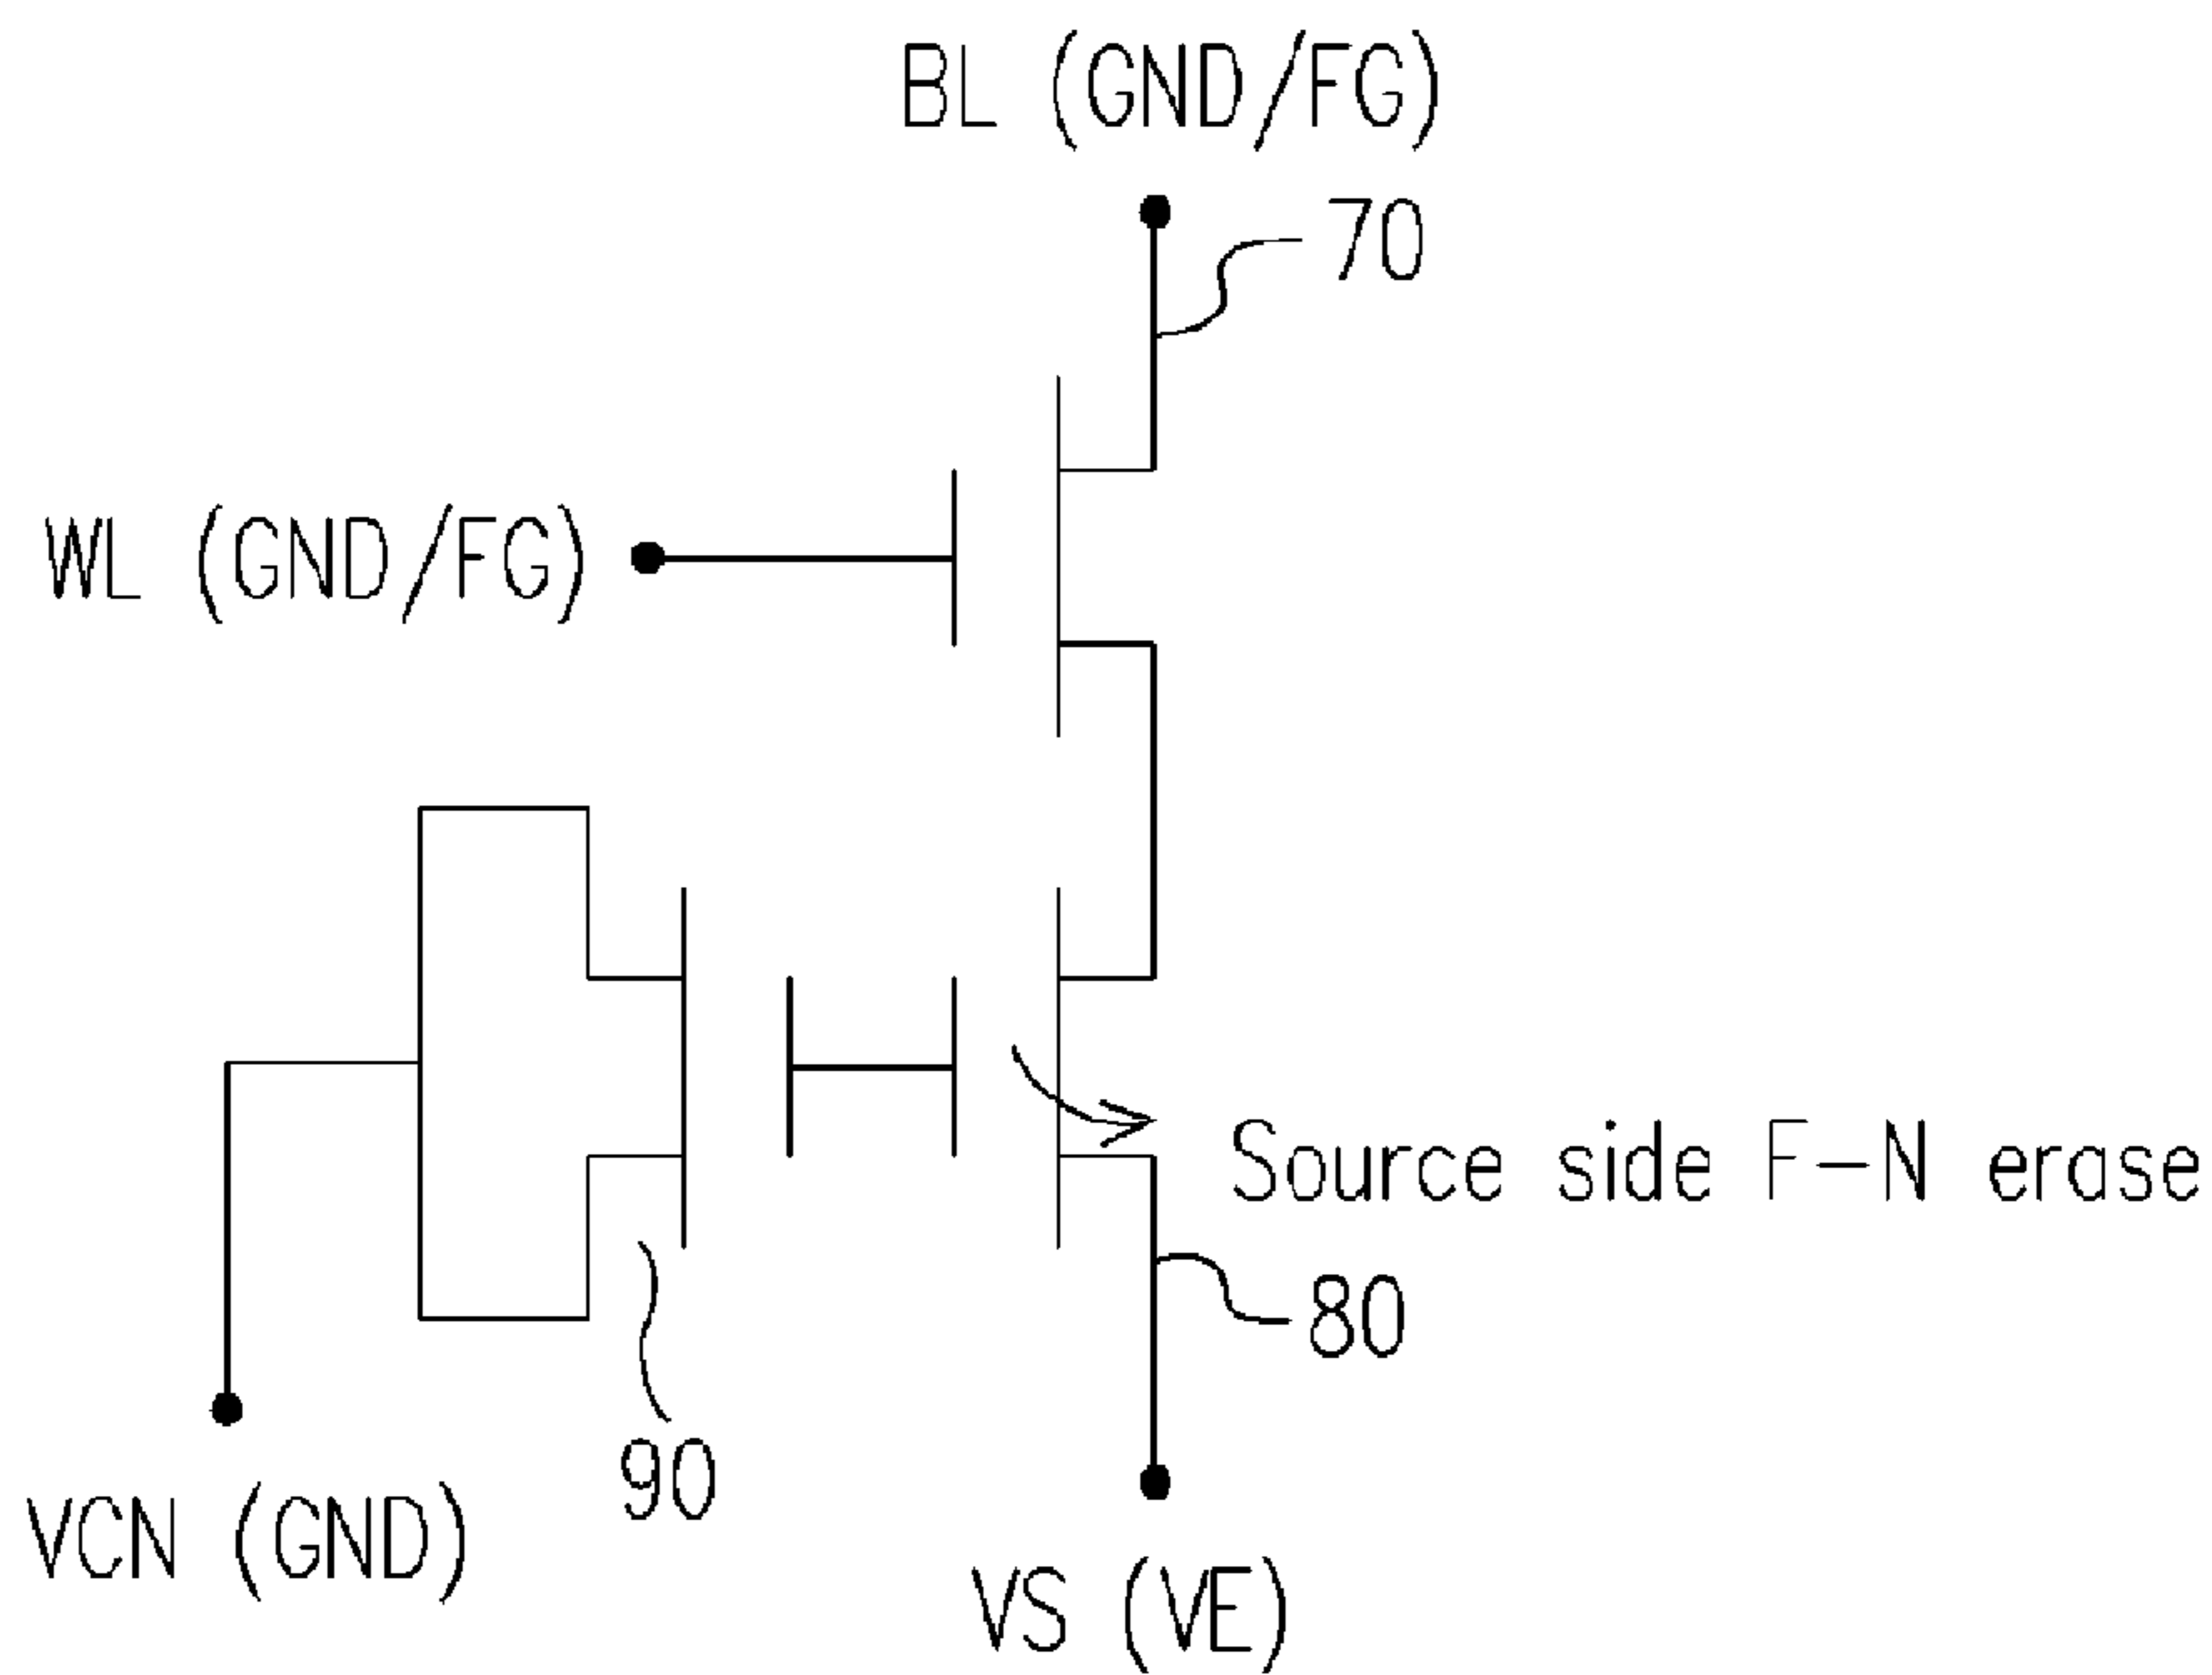 BL (GND/FG)
70
WL (GND/FG)
Source side F-N erase
80
90
VCN (GND)
VS (VE)